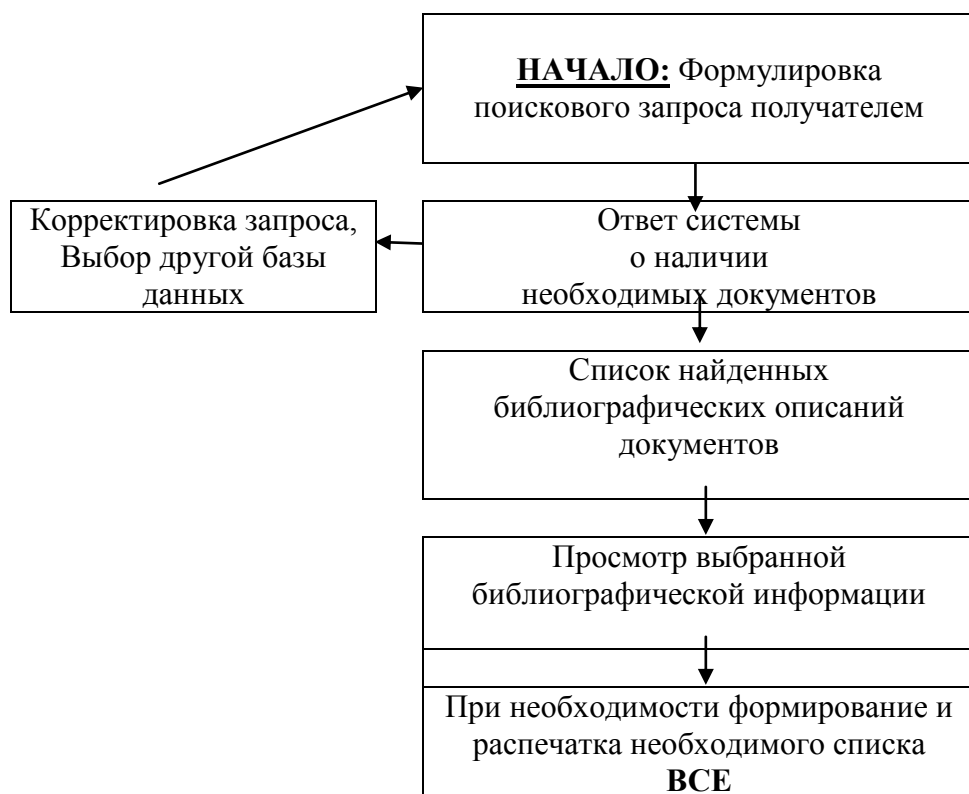 НАЧАЛО: Формулировка
поискового запроса получателем
Корректировка запроса,
Выбор другой базы
данных
Ответ системы
о наличии
необходимых документов
Список найденных
библиографических описаний
документов
Просмотр выбранной
библиографической информации
При необходимости формирование и
распечатка необходимого списка
ВСЕ